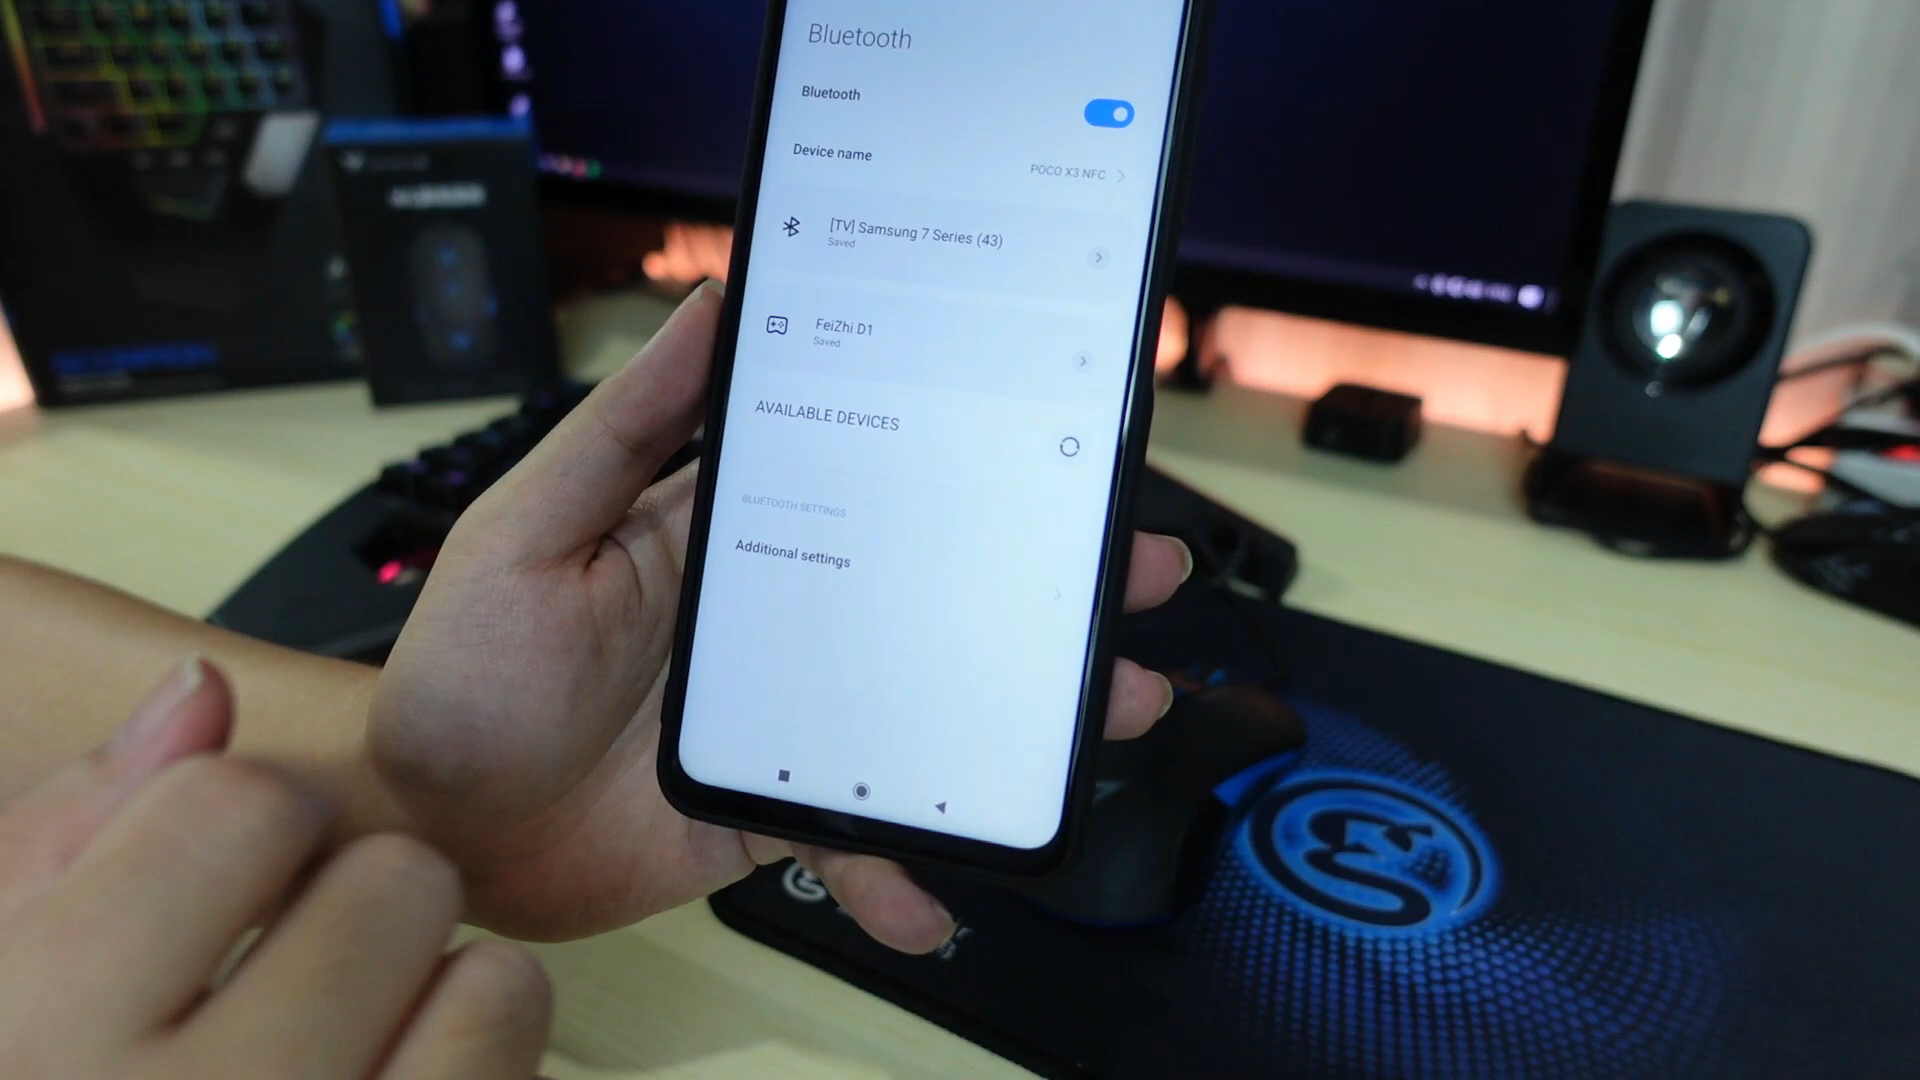 Bluetooth
Bluetooth
Device name
POCO X3 NFC
[TV] Samsung 7 Series (43)
Saved
FeiZhi D1
Saved
AVAILABLE DEVICES
BLUETOOTH SETTINGS
Additional settings